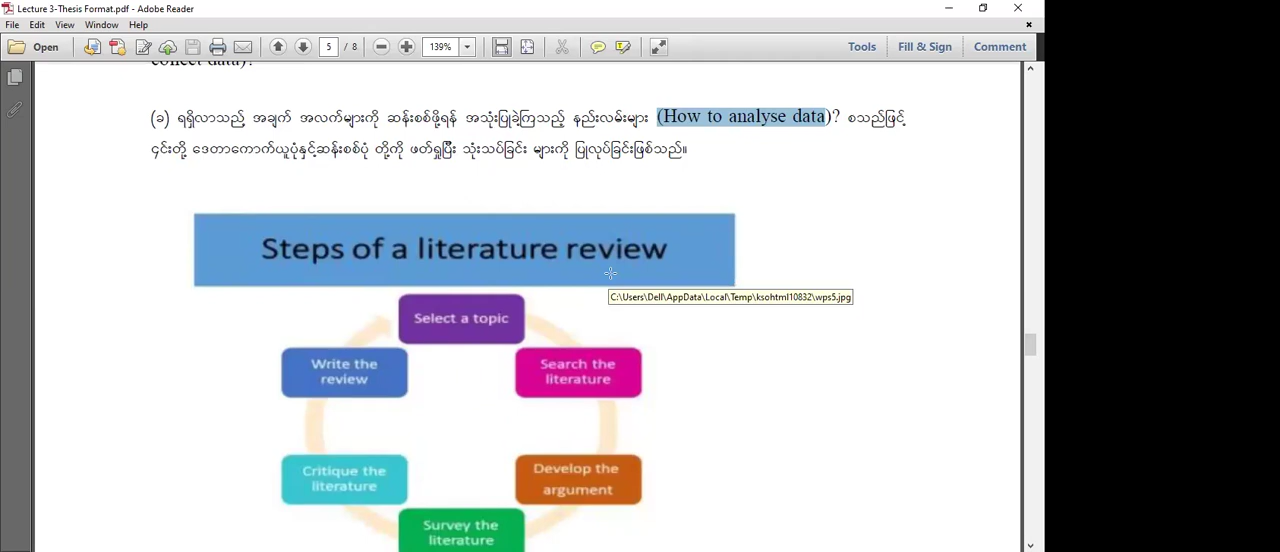 Lecture 3-Thesis Format.pdf - Adobe Reader
File Edit View Window Help
Open 5 / 8 139% Tools Fill & Sign Comment
collect data)?
(ခ) ရရှိလာသည့် အချက် အလက်များကို ဆန်းစစ်ဖို့ရန် အသုံးပြုခဲ့ကြသည့် နည်းလမ်းများ (How to analyse data)? စသည်ဖြင့်
၄င်းတို့ ဒေတာကောက်ယူပုံနှင့်ဆန်းစစ်ပုံ တို့ကို ဖတ်ရှုပြီး သုံးသပ်ခြင်း များကို ပြုလုပ်ခြင်းဖြစ်သည်။
Steps of a literature review
C:\Users\Dell\AppData\Local\Temp\ksohtml10832\wps5.jpg
Select a topic
Write the
review
Search the
literature
Critique the
literature
Develop the
argument
Survey the
literature